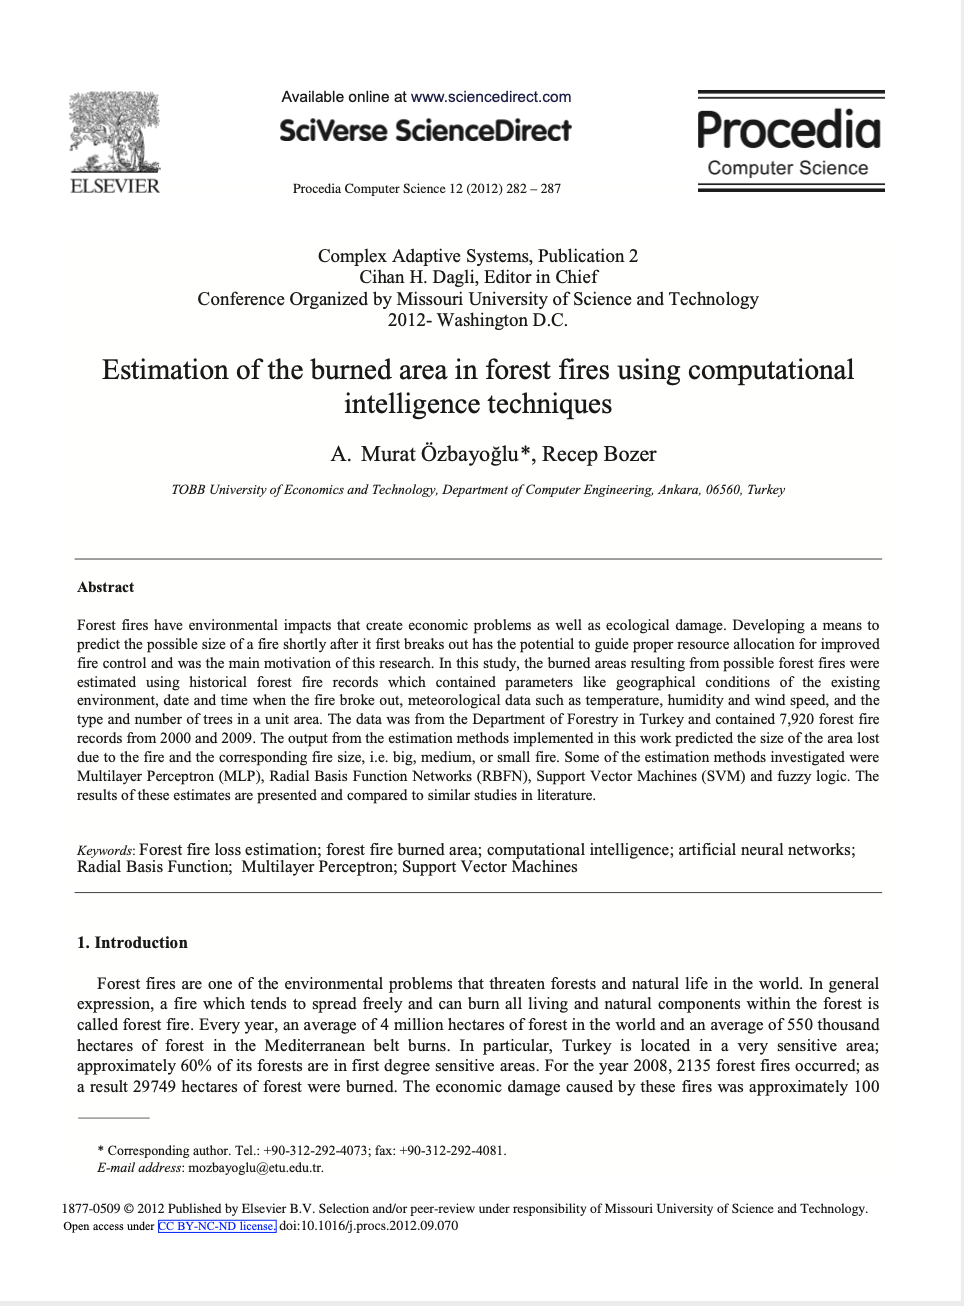 ELSEVIER
Available online at www.sciencedirect.com
SciVerse ScienceDirect
Procedia Computer Science 12 (2012) 282 – 287
Procedia
Computer Science
Complex Adaptive Systems, Publication 2
Cihan H. Dagli, Editor in Chief
Conference Organized by Missouri University of Science and Technology
2012- Washington D.C.
Estimation of the burned area in forest fires using computational
intelligence techniques
A. Murat Özbayoğlu*, Recep Bozer
TOBB University of Economics and Technology, Department of Computer Engineering, Ankara, 06560, Turkey
Abstract
Forest fires have environmental impacts that create economic problems as well as ecological damage. Developing a means to
predict the possible size of a fire shortly after it first breaks out has the potential to guide proper resource allocation for improved
fire control and was the main motivation of this research. In this study, the burned areas resulting from possible forest fires were
estimated using historical forest fire records which contained parameters like geographical conditions of the existing
environment, date and time when the fire broke out, meteorological data such as temperature, humidity and wind speed, and the
type and number of trees in a unit area. The data was from the Department of Forestry in Turkey and contained 7,920 forest fire
records from 2000 and 2009. The output from the estimation methods implemented in this work predicted the size of the area lost
due to the fire and the corresponding fire size, i.e. big, medium, or small fire. Some of the estimation methods investigated were
Multilayer Perceptron (MLP), Radial Basis Function Networks (RBFN), Support Vector Machines (SVM) and fuzzy logic. The
results of these estimates are presented and compared to similar studies in literature.
Keywords: Forest fire loss estimation; forest fire burned area; computational intelligence; artificial neural networks;
Radial Basis Function; Multilayer Perceptron; Support Vector Machines
1. Introduction
Forest fires are one of the environmental problems that threaten forests and natural life in the world. In general
expression, a fire which tends to spread freely and can burn all living and natural components within the forest is
called forest fire. Every year, an average of 4 million hectares of forest in the world and an average of 550 thousand
hectares of forest in the Mediterranean belt burns. In particular, Turkey is located in a very sensitive area;
approximately 60% of its forests are in first degree sensitive areas. For the year 2008, 2135 forest fires occurred; as
a result 29749 hectares of forest were burned. The economic damage caused by these fires was approximately 100
* Corresponding author. Tel.: +90-312-292-4073; fax: +90-312-292-4081.
E-mail address: mozbayoglu@etu.edu.tr.
1877-0509 © 2012 Published by Elsevier B.V. Selection and/or peer-review under responsibility of Missouri University of Science and Technology.
Open access under CC BY-NC-ND license. doi:10.1016/j.procs.2012.09.070